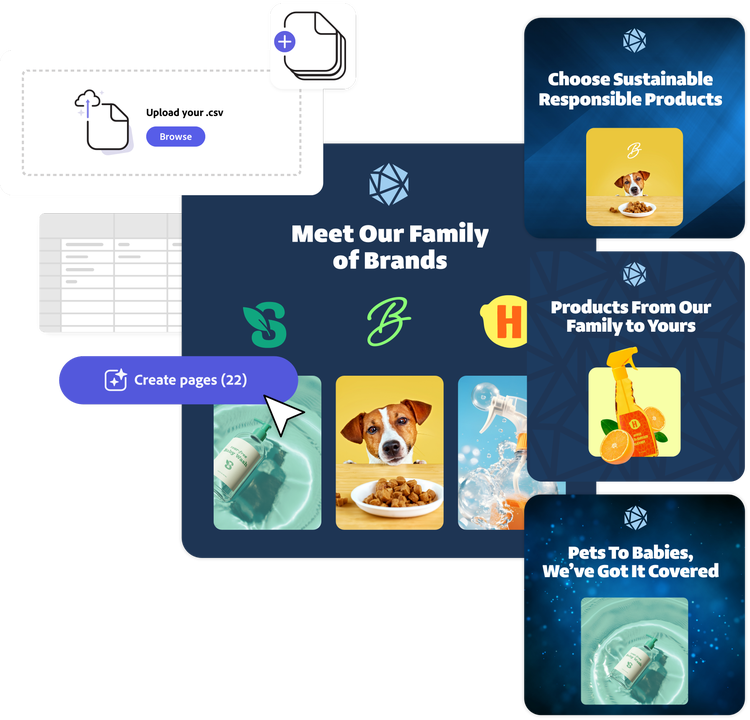 Upload your .csv
Browse
Meet Our Family
of Brands
S
B
H
Create pages (22)
Choose Sustainable
Responsible Products
B
Products From Our
Family to Yours
H
Pets To Babies,
We've Got It Covered